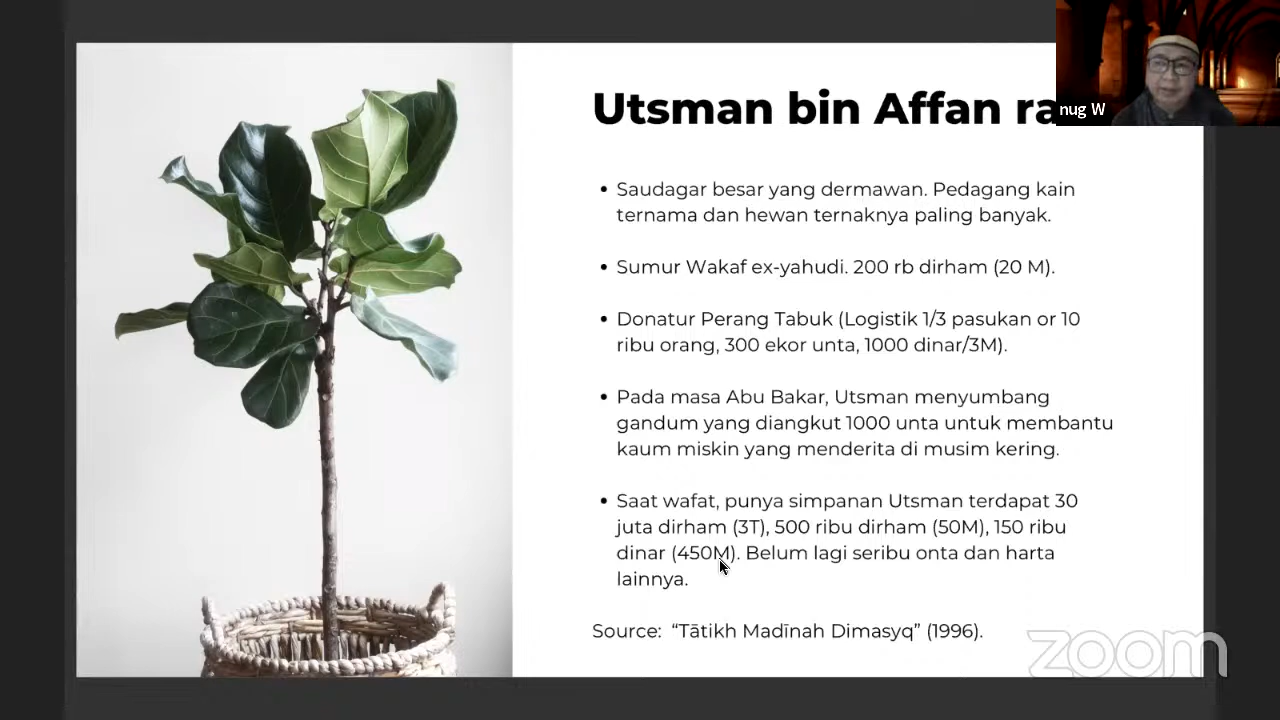 Utsman bin Affan ra
nug W
• Saudagar besar yang dermawan. Pedagang kain
ternama dan hewan ternaknya paling banyak.
• Sumur Wakaf ex-yahudi. 200 rb dirham (20 M).
• Donatur Perang Tabuk (Logistik 1/3 pasukan or 10
ribu orang, 300 ekor unta, 1000 dinar/3M).
• Pada masa Abu Bakar, Utsman menyumbang
gandum yang diangkut 1000 unta untuk membantu
kaum miskin yang menderita di musim kering.
• Saat wafat, punya simpanan Utsman terdapat 30
juta dirham (3T), 500 ribu dirham (50M), 150 ribu
dinar (450M). Belum lagi seribu onta dan harta
lainnya.
Source: “Tātikh Madīnah Dimasyq” (1996).
zoom